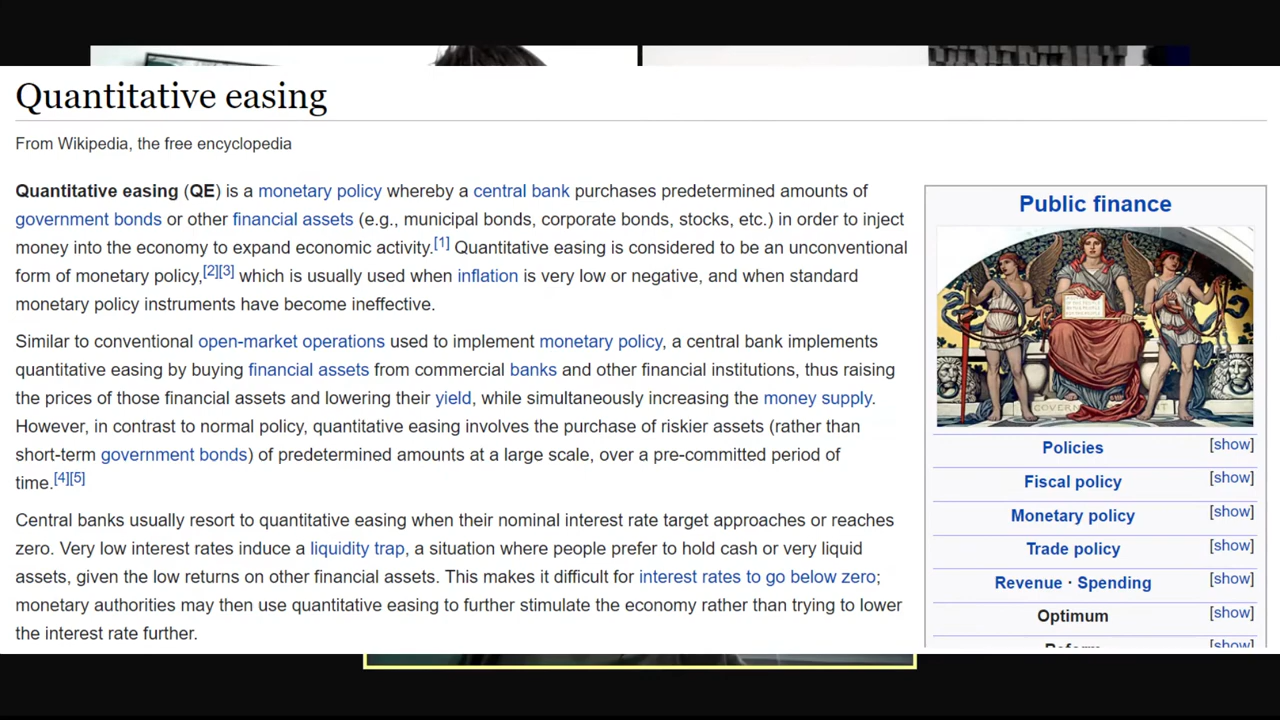 Quantitative easing
From Wikipedia, the free encyclopedia
Quantitative easing (QE) is a monetary policy whereby a central bank purchases predetermined amounts of
government bonds or other financial assets (e.g., municipal bonds, corporate bonds, stocks, etc.) in order to inject
money into the economy to expand economic activity.[1] Quantitative easing is considered to be an unconventional
form of monetary policy,[2][3] which is usually used when inflation is very low or negative, and when standard
monetary policy instruments have become ineffective.
Similar to conventional open-market operations used to implement monetary policy, a central bank implements
quantitative easing by buying financial assets from commercial banks and other financial institutions, thus raising
the prices of those financial assets and lowering their yield, while simultaneously increasing the money supply.
However, in contrast to normal policy, quantitative easing involves the purchase of riskier assets (rather than
short-term government bonds) of predetermined amounts at a large scale, over a pre-committed period of
time.[4][5]
Central banks usually resort to quantitative easing when their nominal interest rate target approaches or reaches
zero. Very low interest rates induce a liquidity trap, a situation where people prefer to hold cash or very liquid
assets, given the low returns on other financial assets. This makes it difficult for interest rates to go below zero;
monetary authorities may then use quantitative easing to further stimulate the economy rather than trying to lower
the interest rate further.
Public finance
Policies [show]
Fiscal policy [show]
Monetary policy [show]
Trade policy [show]
Revenue · Spending [show]
Optimum [show]
Reform [show]